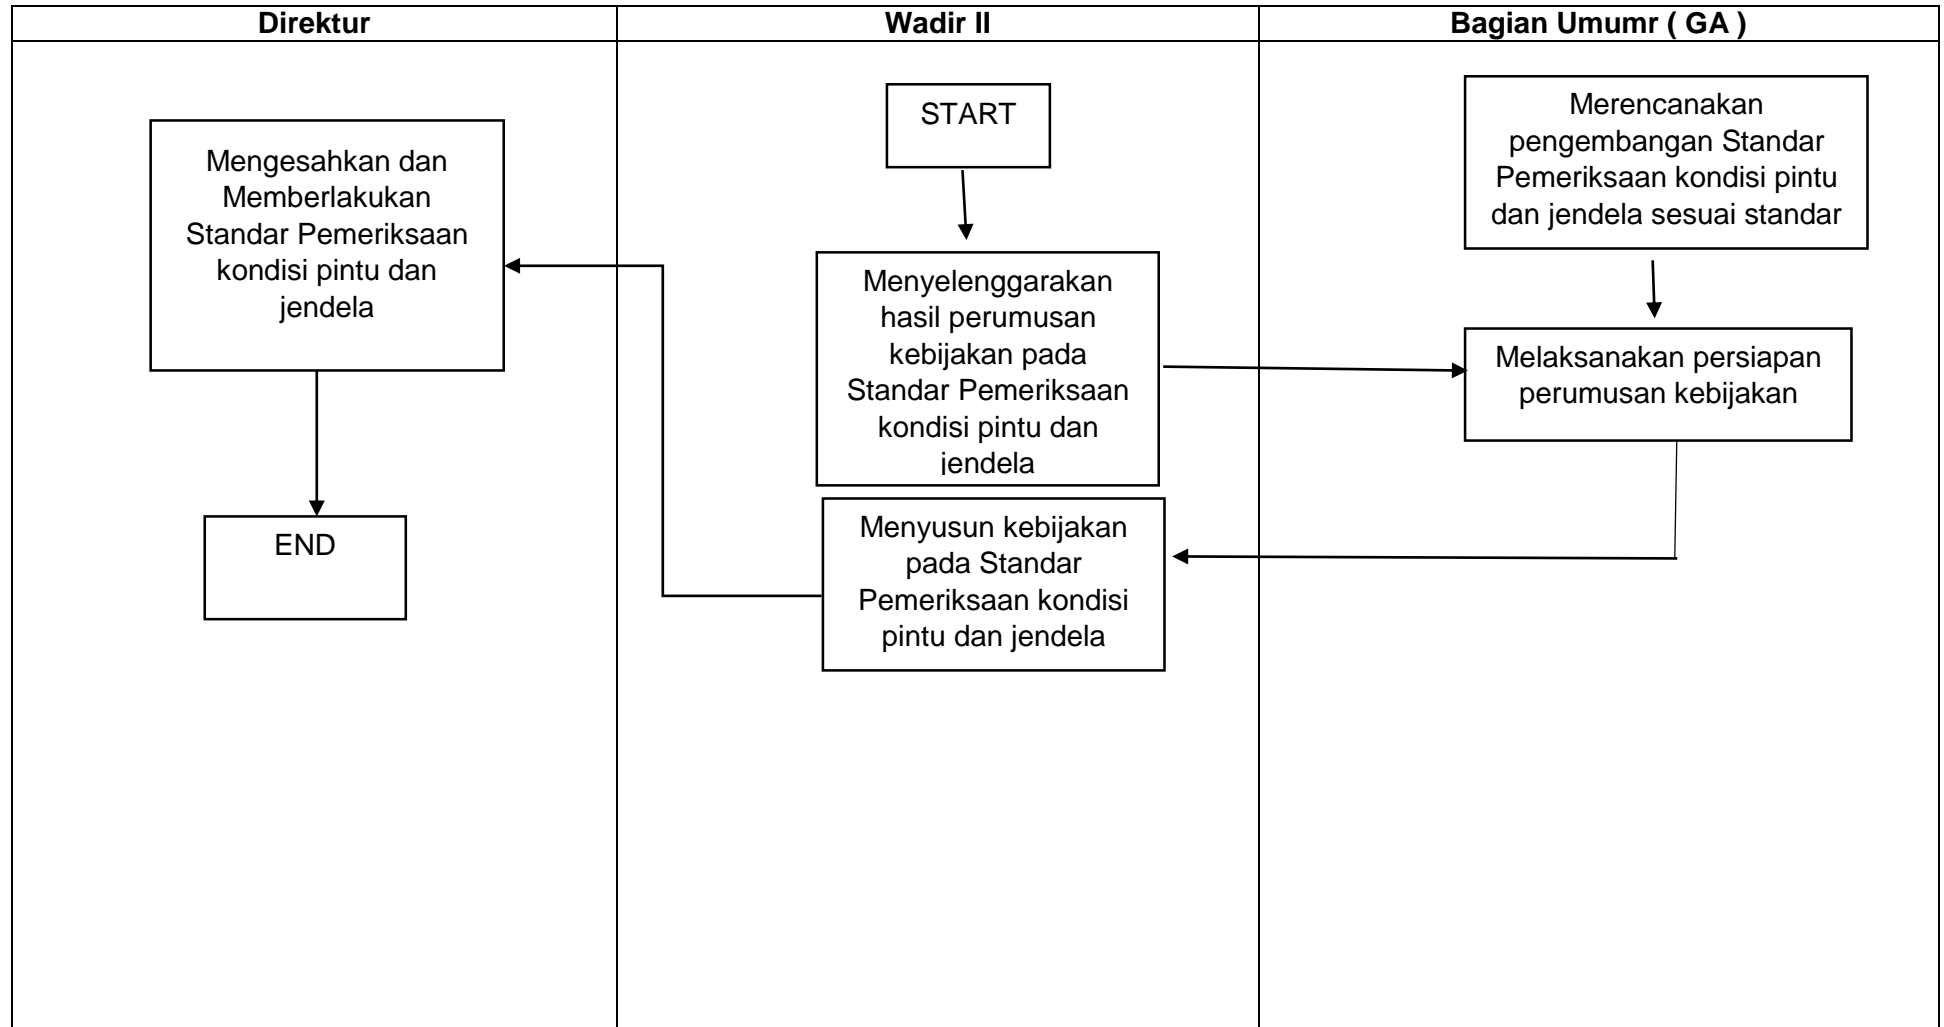 Direktur
Wadir II
Bagian Umumr ( GA )
Mengesahkan dan
Memberlakukan
Standar Pemeriksaan
kondisi pintu dan
jendela
END
START
Menyelenggarakan
hasil perumusan
kebijakan pada
Standar Pemeriksaan
kondisi pintu dan
jendela
Menyusun kebijakan
pada Standar
Pemeriksaan kondisi
pintu dan jendela
Merencanakan
pengembangan Standar
Pemeriksaan kondisi pintu
dan jendela sesuai standar
Melaksanakan persiapan
perumusan kebijakan